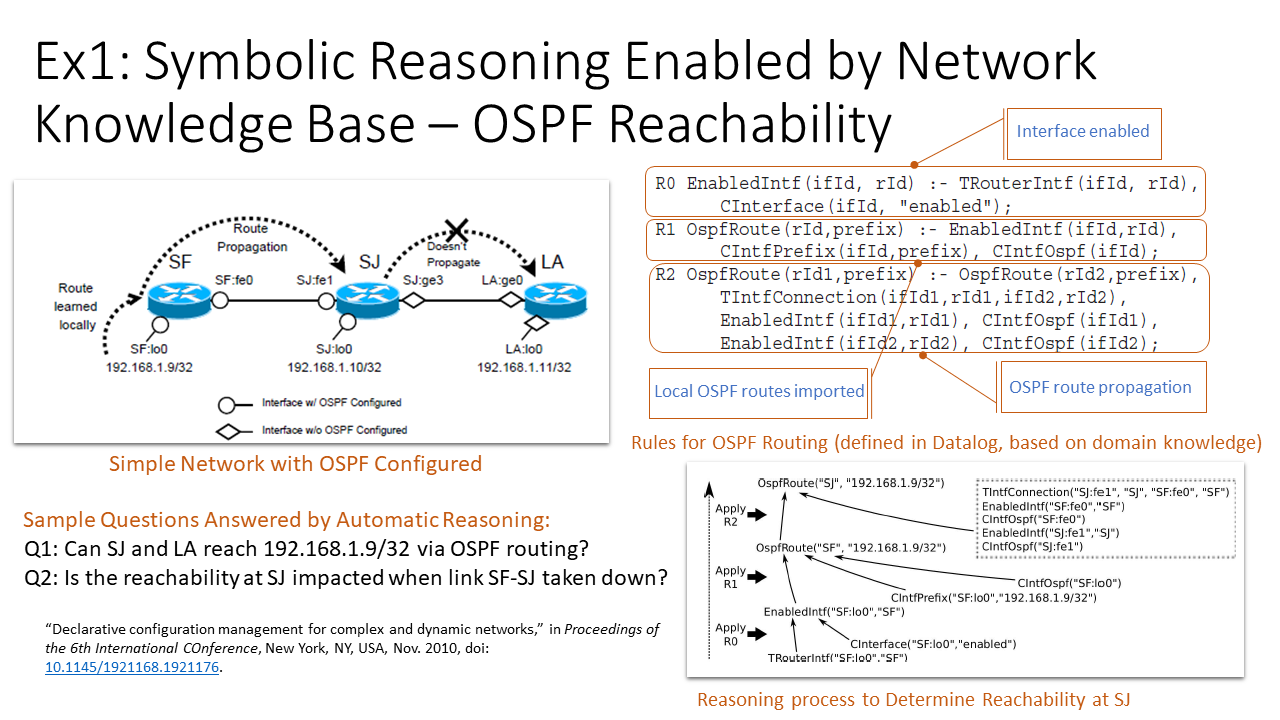 Ex1: Symbolic Reasoning Enabled by Network
Knowledge Base – OSPF Reachability
Interface enabled
R0 EnabledIntf(ifId, rId) :- TRouterIntf(ifId, rId),
CInterface(ifId, "enabled");
R1 OspfRoute(rId,prefix) :- EnabledIntf(ifId,rId),
CIntfPrefix(ifId,prefix), CIntfOspf(ifId);
R2 OspfRoute(rId1,prefix) :- OspfRoute(rId2,prefix),
TIntfConnection(ifId1,rId1,ifId2,rId2),
EnabledIntf(ifId1,rId1), CIntfOspf(ifId1),
EnabledIntf(ifId2,rId2), CIntfOspf(ifId2);
Local OSPF routes imported
OSPF route propagation
Rules for OSPF Routing (defined in Datalog, based on domain knowledge)
Route
Propagation
Doesn't
Propagate
SF
SJ
LA
Route
learned
locally
SF:fe0
SJ:fe1
SJ:ge3
LA:ge0
SF:lo0
192.168.1.9/32
SJ:lo0
192.168.1.10/32
LA:lo0
192.168.1.11/32
Interface w/ OSPF Configured
Interface w/o OSPF Configured
Simple Network with OSPF Configured
Sample Questions Answered by Automatic Reasoning:
Q1: Can SJ and LA reach 192.168.1.9/32 via OSPF routing?
Q2: Is the reachability at SJ impacted when link SF-SJ taken down?
“Declarative configuration management for complex and dynamic networks,” in Proceedings of
the 6th International COnference, New York, NY, USA, Nov. 2010, doi:
10.1145/1921168.1921176.
OspfRoute("SJ", "192.168.1.9/32")
TIntfConnection("SJ:fe1", "SJ", "SF:fe0", "SF")
EnabledIntf("SF:fe0","SF")
CIntfOspf("SF:fe0")
EnabledIntf("SJ:fe1","SJ")
CIntfOspf("SJ:fe1")
Apply
R2
OspfRoute("SF", "192.168.1.9/32")
Apply
R1
CIntfOspf("SF:lo0")
CIntfPrefix("SF:lo0","192.168.1.9/32")
EnabledIntf("SF:lo0","SF")
Apply
R0
CInterface("SF:lo0","enabled")
TRouterIntf("SF:lo0","SF")
Reasoning process to Determine Reachability at SJ